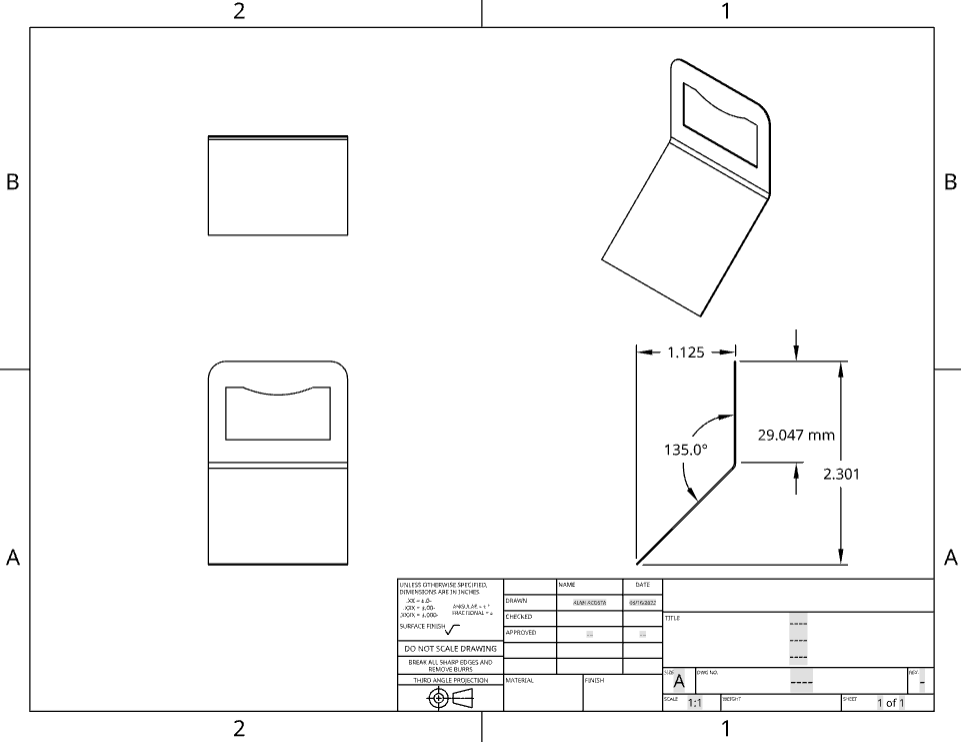 2 1
B B
1.125
29.047 mm
135.0°
2.301
A A
UNLESS OTHERWISE SPECIFIED,
DIMENSIONS ARE IN INCHES
.XX = ±.0-
.XXX = ±.00-
.XXXX = ±.000-
ANGULAR = ± °
FRACTIONAL = ±
SURFACE FINISH
DO NOT SCALE DRAWING
BREAK ALL SHARP EDGES AND
REMOVE BURRS
THIRD ANGLE PROJECTION
NAME DATE
DRAWN 08/16/2022
CHECKED
APPROVED -- --
MATERIAL FINISH
TITLE
----
----
----
SIZE
A
DWG NO.
----
REV.
-
SCALE 1:1 WEIGHT SHEET 1 of 1
2 1